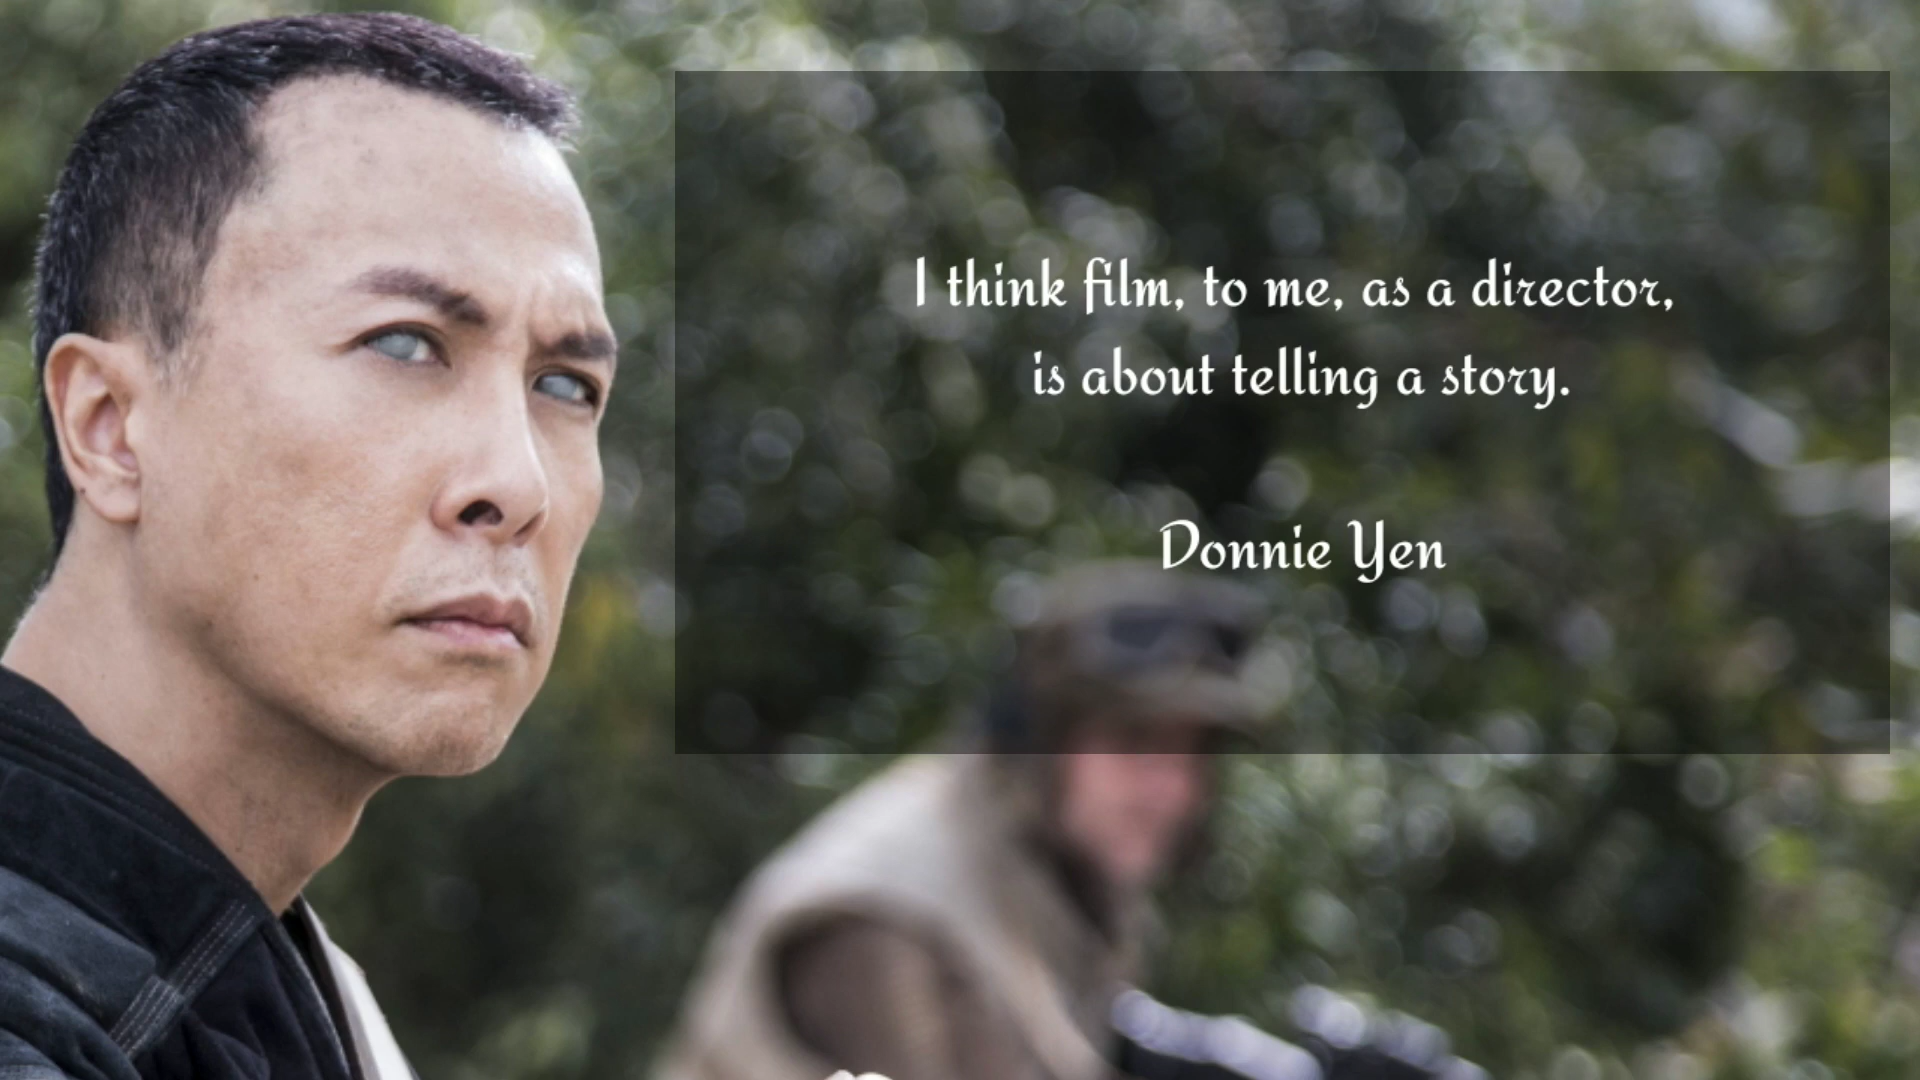 I think film, to me, as a director,
is about telling a story.
Donnie Yen